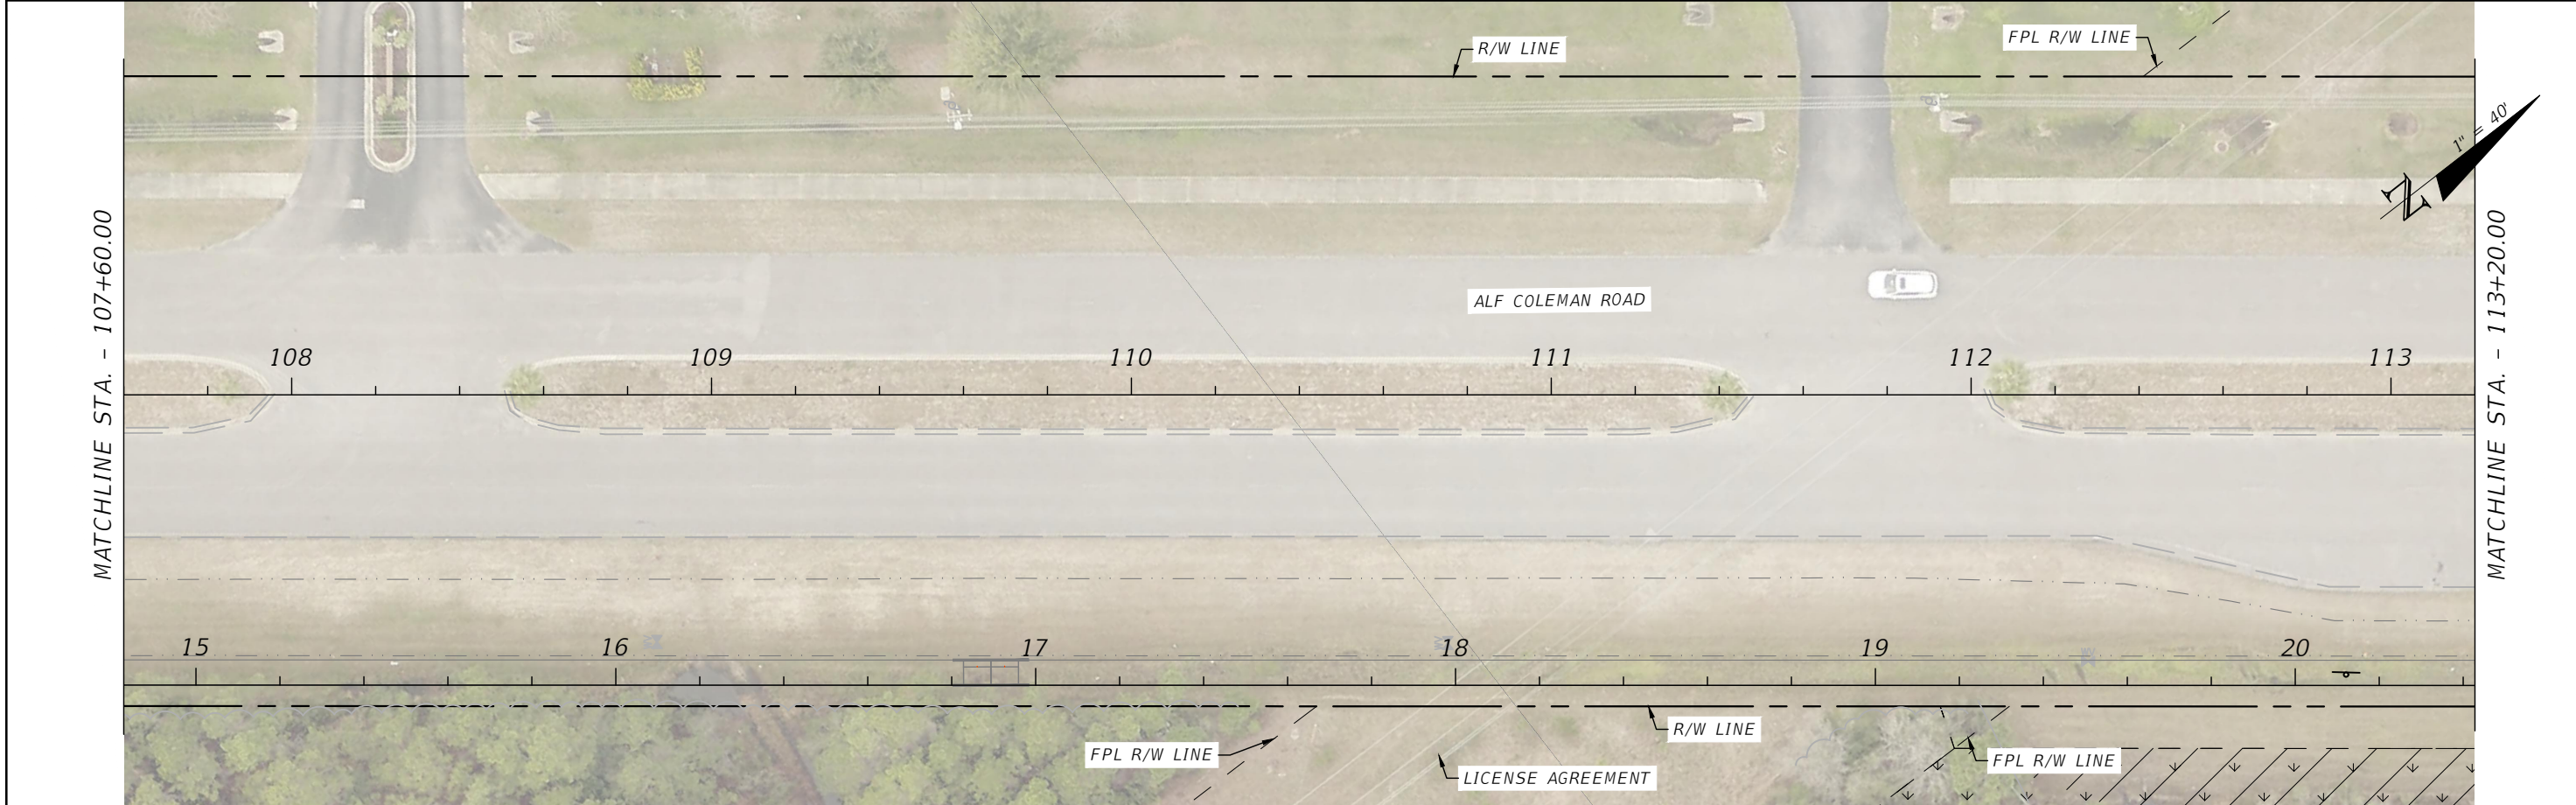 R/W LINE
FPL R/W LINE
1" = 40'
N
MATCHLINE STA. - 107+60.00
MATCHLINE STA. - 113+20.00
ALF COLEMAN ROAD
108 109 110 111 112 113
15 16 17 18 19 20
R/W LINE
FPL R/W LINE
FPL R/W LINE
LICENSE AGREEMENT